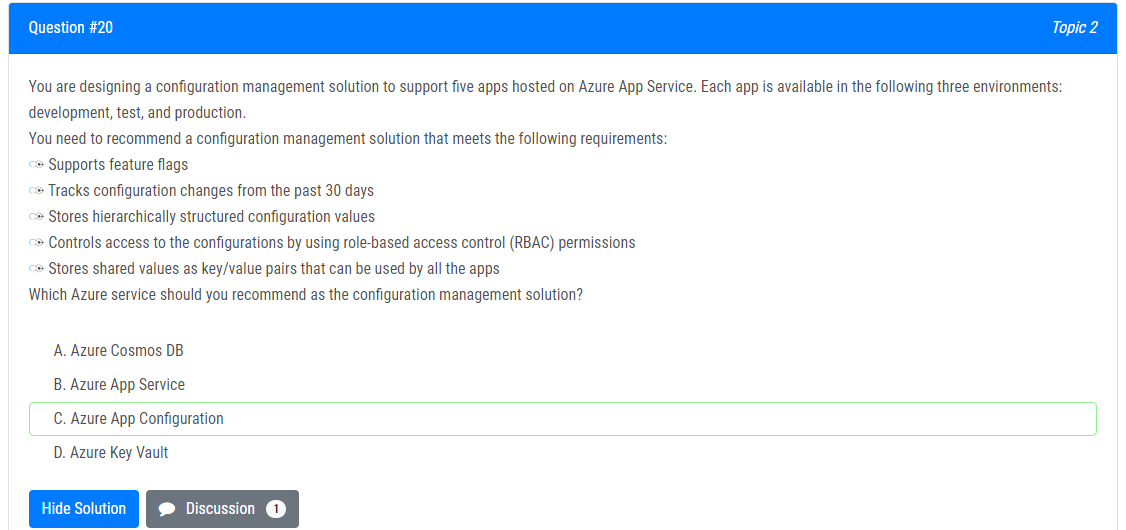 Question #20
Topic 2
You are designing a configuration management solution to support five apps hosted on Azure App Service. Each app is available in the following three environments:
development, test, and production.
You need to recommend a configuration management solution that meets the following requirements:
Supports feature flags
Tracks configuration changes from the past 30 days
Stores hierarchically structured configuration values
Controls access to the configurations by using role-based access control (RBAC) permissions
Stores shared values as key/value pairs that can be used by all the apps
Which Azure service should you recommend as the configuration management solution?
A. Azure Cosmos DB
B. Azure App Service
C. Azure App Configuration
D. Azure Key Vault
Hide Solution
Discussion 1